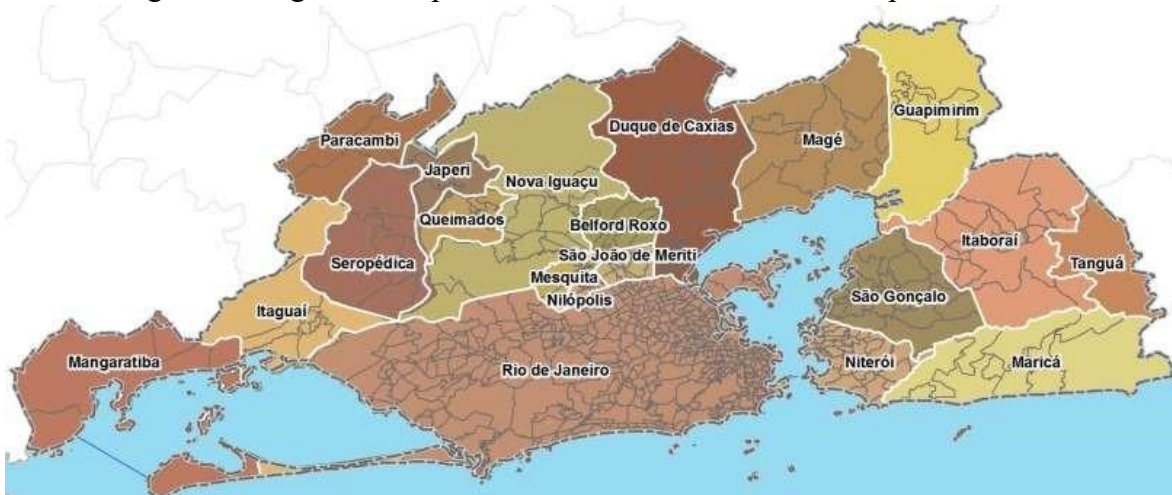 Duque de Caxias
Guapimirim
Paracambi
Magé
Japeri
Nova Iguaçu
Queimados
Belford Roxo
Itaboraí
São João de Meriti
Seropédica
Tanguá
Mesquita
São Gonçalo
Nilópolis
Itaguaí
Mangaratiba
Rio de Janeiro
Niterói
Maricá